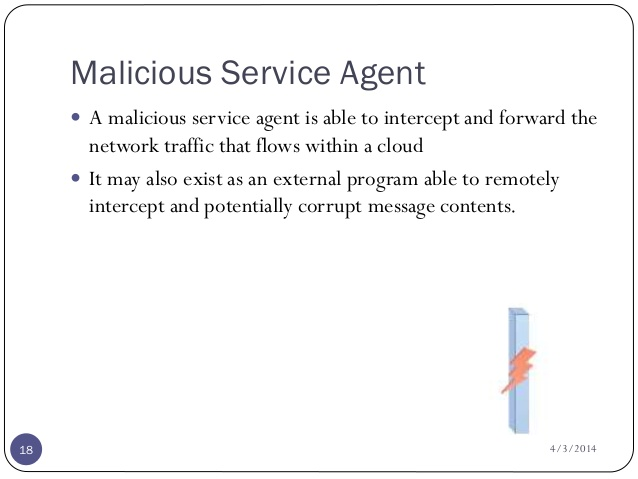 Malicious Service Agent
• A malicious service agent is able to intercept and forward the
network traffic that flows within a cloud
• It may also exist as an external program able to remotely
intercept and potentially corrupt message contents.
18
4/3/2014